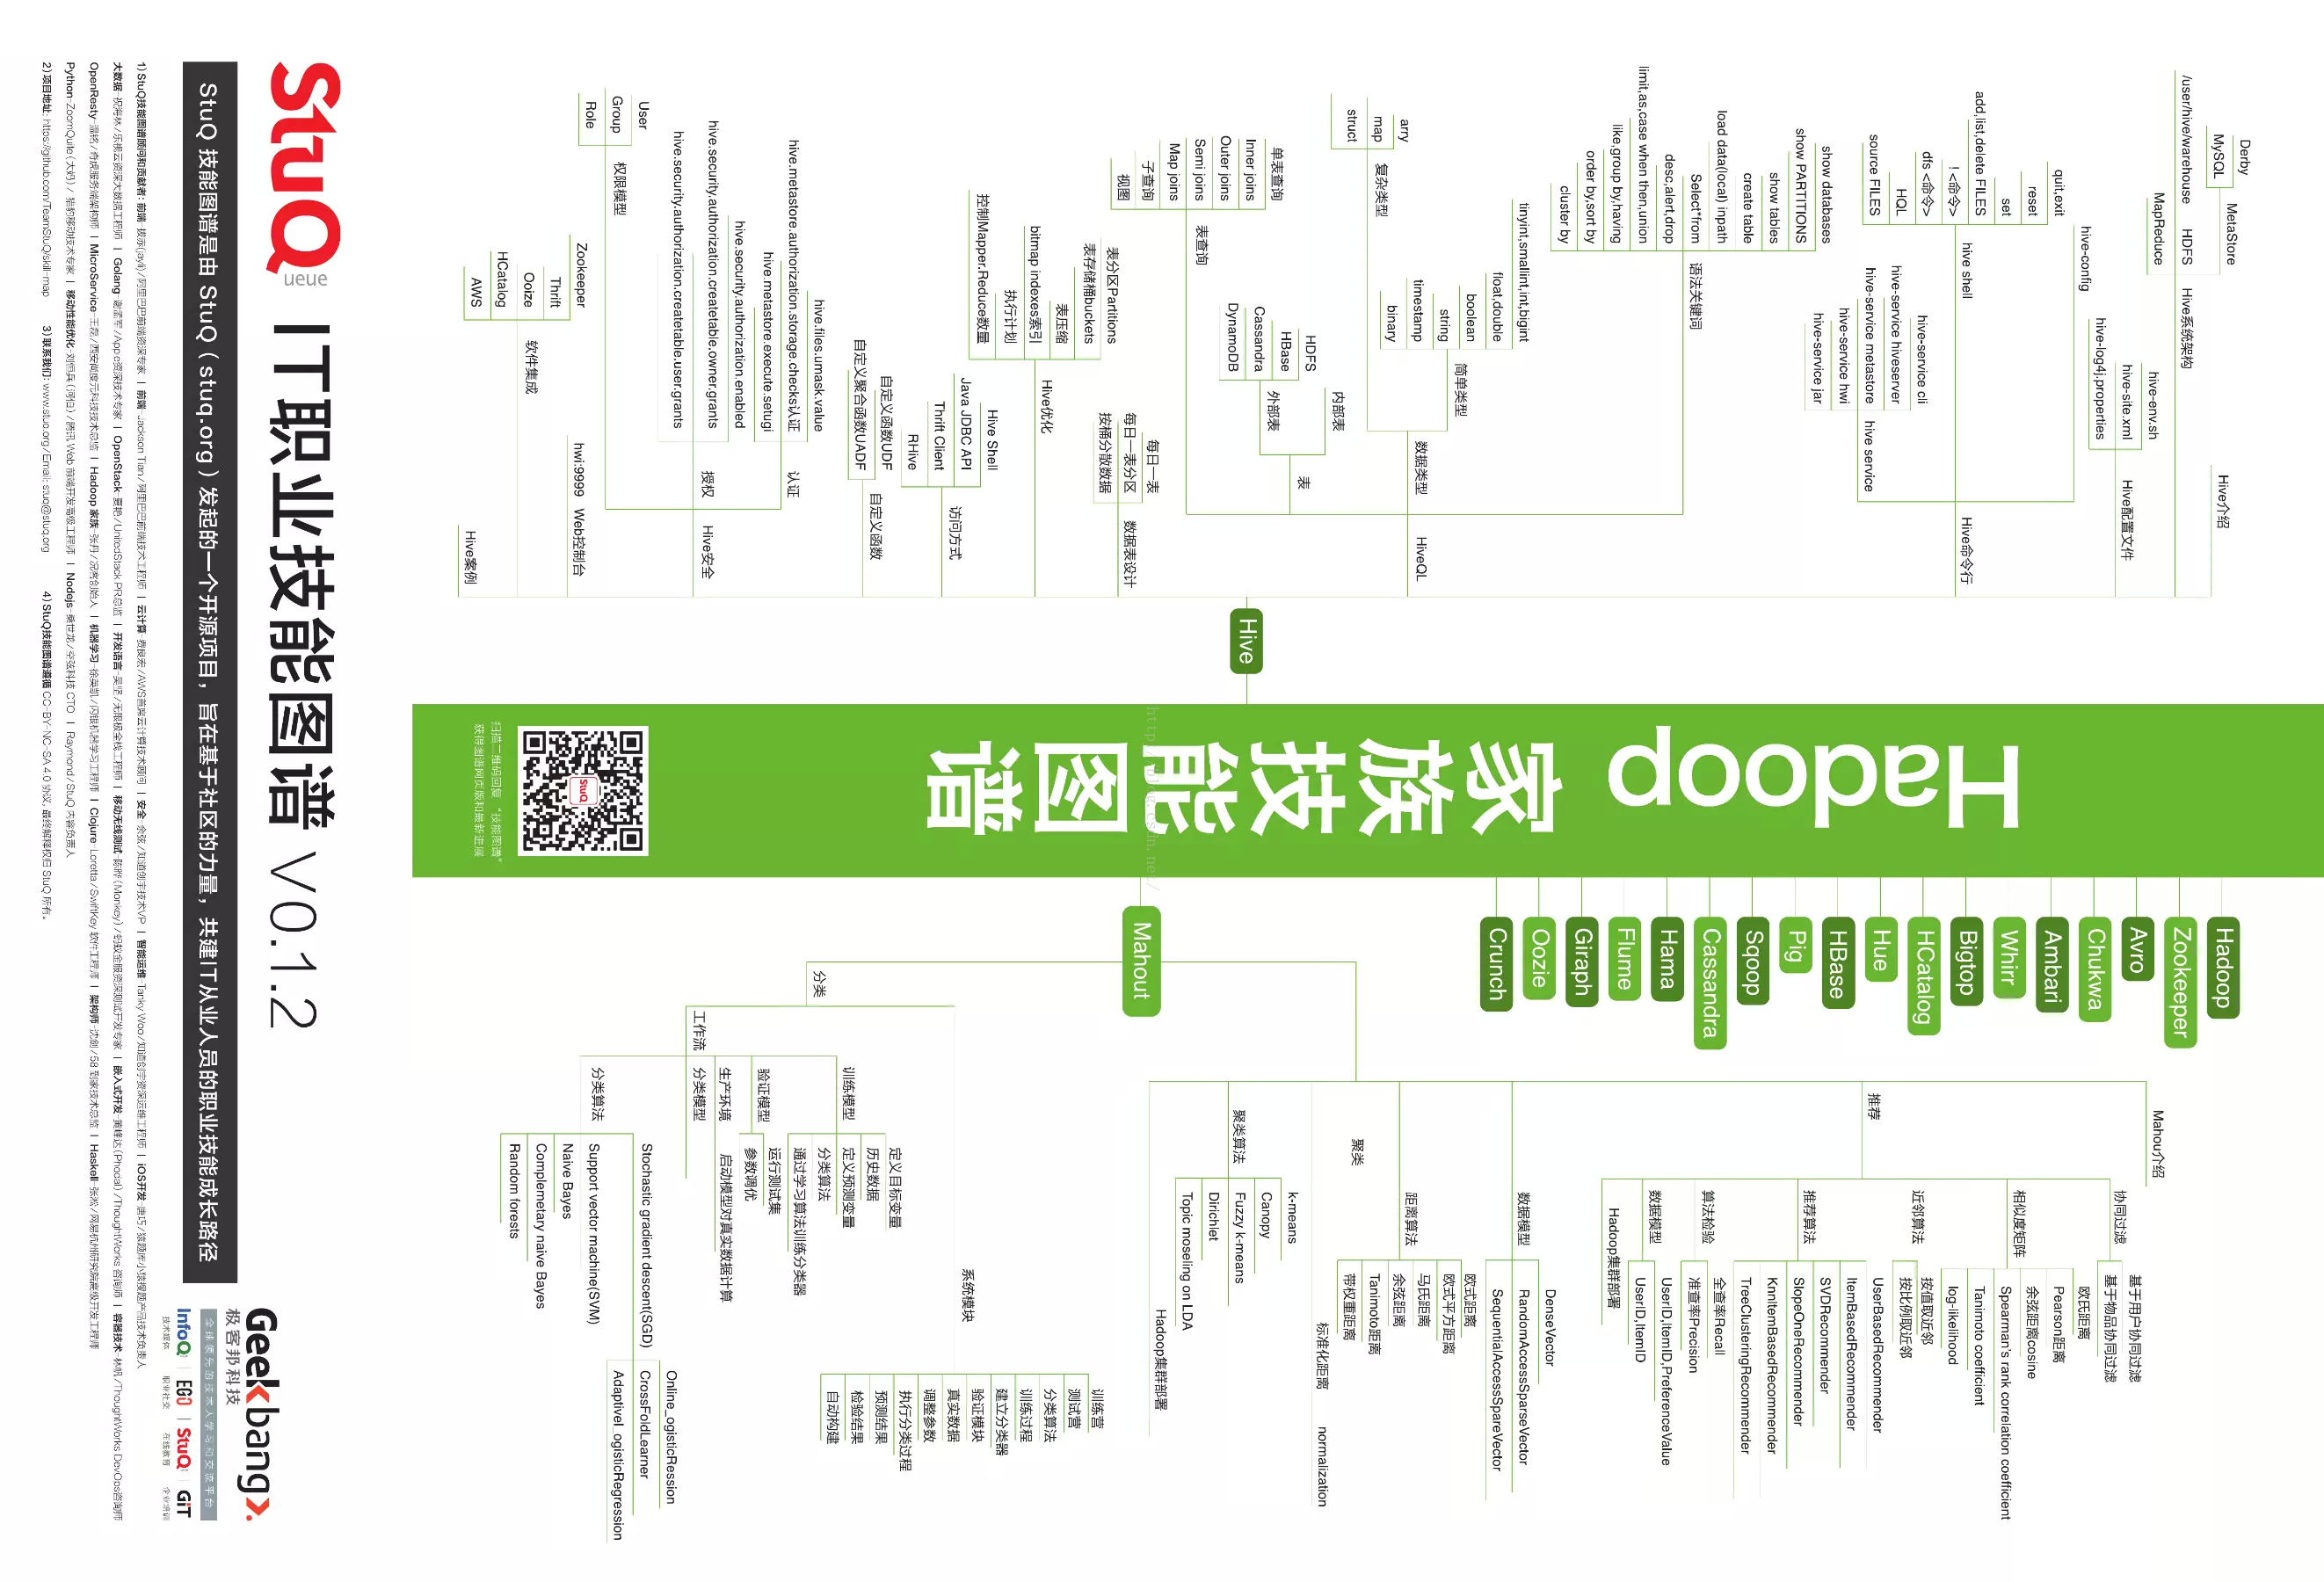 Hadoop 家族技能图谱
扫描二维码回复“技能图谱”
获得图谱网页版和最新进展
StuQ
http://blog.csdn.net/
Hive
Hive介绍
Hive系统架构
MetaStore
Derby
MySQL
HDFS
/user/hive/warehouse
MapReduce
Hive配置文件
hive-env.sh
hive-site.xml
hive-log4j.properties
Hive命令行
hive-config
hive shell
quit,exit
reset
set
add,list,delete FILES
! <命令>
dfs <命令>
HQL
source FILES
hive service
hive-service cli
hive-service hiveserver
hive-service metastore
hive-service hwi
hive-service jar
HiveQL
语法关键词
show databases
show PARTITIONS
show tables
create table
load data(local) inpath
Select*from
desc,alert,drop
limit,as,case when then,union
like,group by,having
order by,sort by
cluster by
数据类型
简单类型
tinyint,smallint,int,bigint
float,double
boolean
string
timestamp
binary
复杂类型
arry
map
struct
表
内部表
外部表
HDFS
HBase
Cassandra
DynamoDB
表查询
单表查询
Inner joins
Outer joins
Semi joins
Map joins
子查询
视图
数据表设计
每日一表
每日一表分区
按桶分散数据
Hive优化
表分区Partitions
表存储桶buckets
表压缩
bitmap indexes索引
执行计划
控制Mapper.Reduce数量
访问方式
Hive Shell
Java JDBC API
Thrift Client
RHive
自定义函数
自定义函数UDF
自定义聚合函数UADF
Hive安全
认证
hive.files.umask.value
hive.metastore.authorization.storage.checks认证
hive.metastore.execute.setugi
授权
hive.security.authorization.enabled
hive.security.authorization.createtable.owner.grants
hive.security.authorization.createtable.user.grants
权限模型
User
Group
Role
Web控制台
hwi:9999
软件集成
Zookeeper
Thrift
Ooize
HCatalog
AWS
Hive案例
Hadoop
Zookeeper
Avro
Chukwa
Ambari
Whirr
Bigtop
HCatalog
Hue
HBase
Pig
Sqoop
Cassandra
Hama
Flume
Giraph
Oozie
Crunch
Mahout
Mahou介绍
推荐
协同过滤
基于用户协同过滤
基于物品协同过滤
相似度矩阵
欧氏距离
Pearson距离
余弦距离cosine
Spearman's rank correlation coefficient
Tanimoto coefficient
log-likelihood
近邻算法
按值取近邻
按比例取近邻
推荐算法
UserBasedRecommender
ItemBasedRecommender
SVDRecommender
SlopeOneRecommender
KnnitemBasedRecommender
TreeClusteringRecommender
算法检验
全查率Recall
准查率Precision
数据模型
UserID,ItemID,PreferenceValue
UserID,ItemID
Hadoop集群部署
聚类
数据模型
DenseVector
RandomAccessSparseVector
SequentialAccessSpareVector
距离算法
欧式距离
欧式平方距离
马氏距离
余弦距离
Tanimoto距离
带权重距离
标准化距离
normalization
聚类算法
k-means
Canopy
Fuzzy k-means
Dirichlet
Topic moseling on LDA
Hadoop集群部署
分类
系统模块
训练营
测试营
分类算法
训练过程
建立分类器
验证模块
真实数据
调整参数
执行分类过程
预测结果
检验结果
自动构建
工作流
训练模型
定义目标变量
历史数据
定义预测变量
分类算法
通过学习算法训练分类器
验证模型
运行测试集
参数调优
生产环境
启动模型对真实数据计算
分类模型
分类算法
Stochastic gradient descent(SGD)
Online_ogisticRession
CrossFoldLearner
Adaptivel_ogisticRegression
Support vector machine(SVM)
Naive Bayes
Complemetary naive Bayes
Random forests
StuQ
ueue
IT职业技能图谱 V0.1.2
StuQ 技能图谱是由 StuQ ( stuq.org ) 发起的一个开源项目，旨在基于社区的力量，共建IT从业人员的职业技能成长路径
Geekbang>.
极客邦科技
全球领先的技术人学习和交流平台
InfoQ | EGO | StuQ | GiT
技术媒体 职业社交 在线教育 企业培训
2) 项目地址: https://github.com/TeamStuQ/skill-map 3) 联系我们: www.stuq.org / Email: stuq@stuq.org 4) StuQ技能图谱遵循 CC-BY-NC-SA 4.0 协议, 最终解释权归 StuQ 所有。